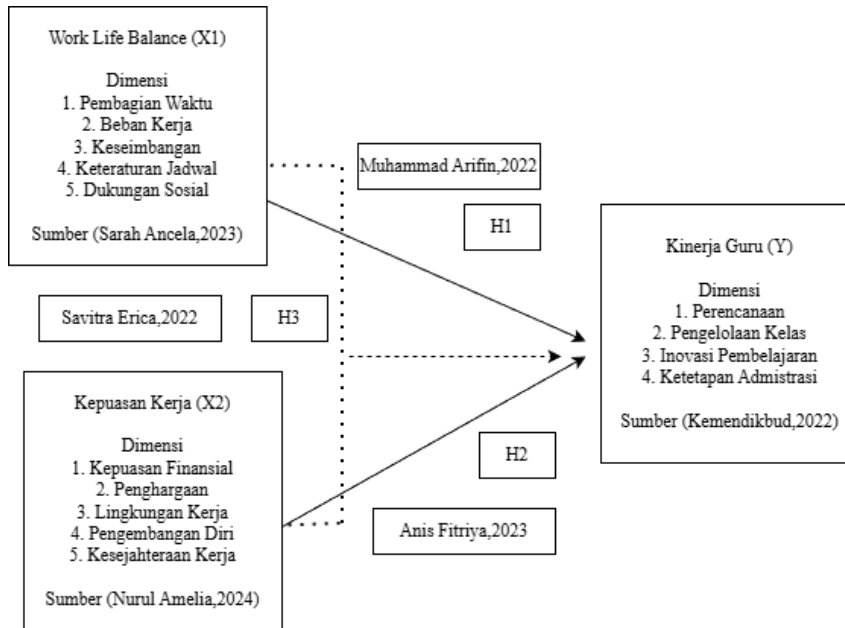 Work Life Balance (X1)
Dimensi
1. Pembagian Waktu
2. Beban Kerja
3. Keseimbangan
4. Keteraturan Jadwal
5. Dukungan Sosial
Sumber (Sarah Ancela,2023)
Muhammad Arifin,2022
H1
Savitra Erica,2022
H3
Kinerja Guru (Y)
Dimensi
1. Perencanaan
2. Pengelolaan Kelas
3. Inovasi Pembelajaran
4. Ketetapan Admistrasi
Sumber (Kemendikbud,2022)
Kepuasan Kerja (X2)
Dimensi
1. Kepuasan Finansial
2. Penghargaan
3. Lingkungan Kerja
4. Pengembangan Diri
5. Kesejahteraan Kerja
Sumber (Nurul Amelia,2024)
H2
Anis Fitriya,2023